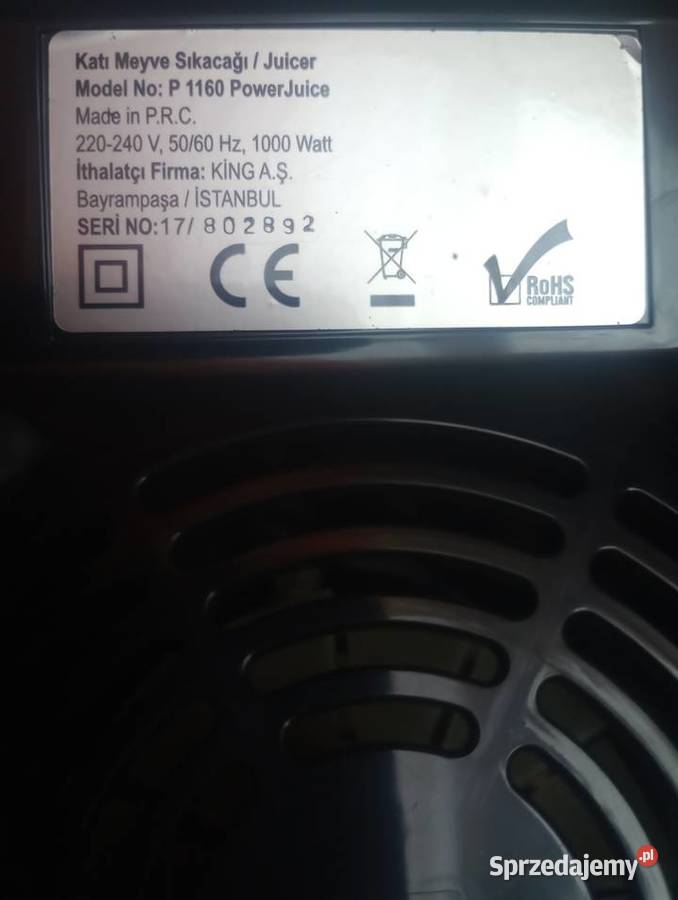 Katı Meyve Sıkacağı / Juicer
Model No: P 1160 PowerJuice
Made in P.R.C.
220-240 V, 50/60 Hz, 1000 Watt
İthalatçı Firma: KİNG A.Ş.
Bayrampaşa / İSTANBUL
SERİ NO:17/ 802892
CE
RoHS
COMPLIANT
Sprzedajemy.pl